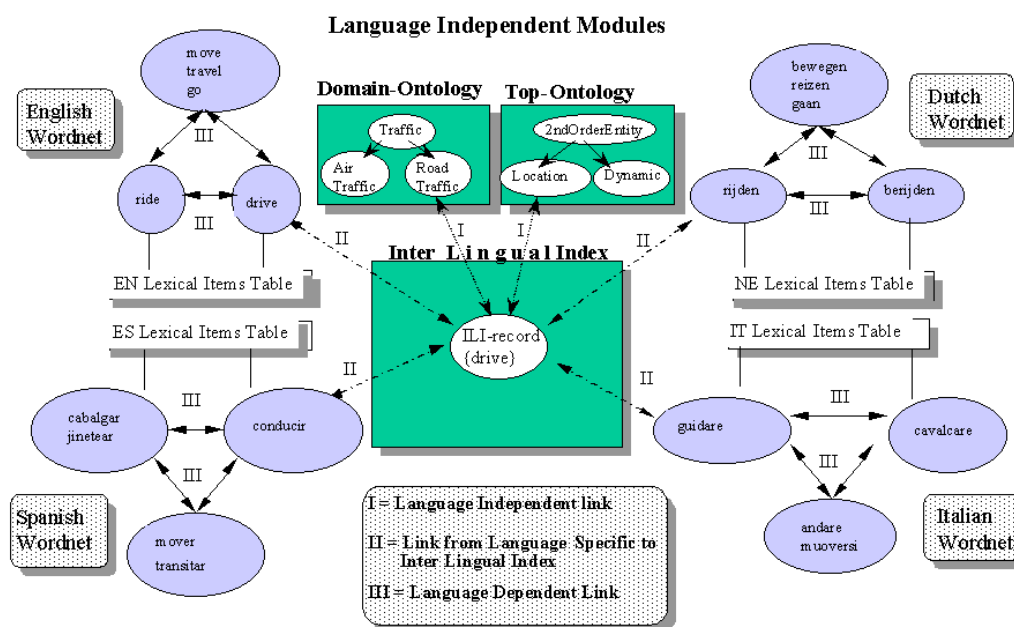 Language Independent Modules
move
travel
go
English
Wordnet
III
ride
drive
III
EN Lexical Items Table
Domain-Ontology
Traffic
Air
Traffic
Road
Traffic
Top-Ontology
2ndOrderEntity
Location
Dynamic
bewegen
reizen
gaan
Dutch
Wordnet
III
rijden
berijden
III
NE Lexical Items Table
I
I
II
II
Inter Lingual Index
ILI-record
{drive}
II
II
ES Lexical Items Table
cabalgar
jinetear
III
conducir
III
mover
transitar
Spanish
Wordnet
IT Lexical Items Table
guidare
III
cavalcare
III
andare
muoversi
Italian
Wordnet
I = Language Independent link
II = Link from Language Specific to
Inter Lingual Index
III = Language Dependent Link